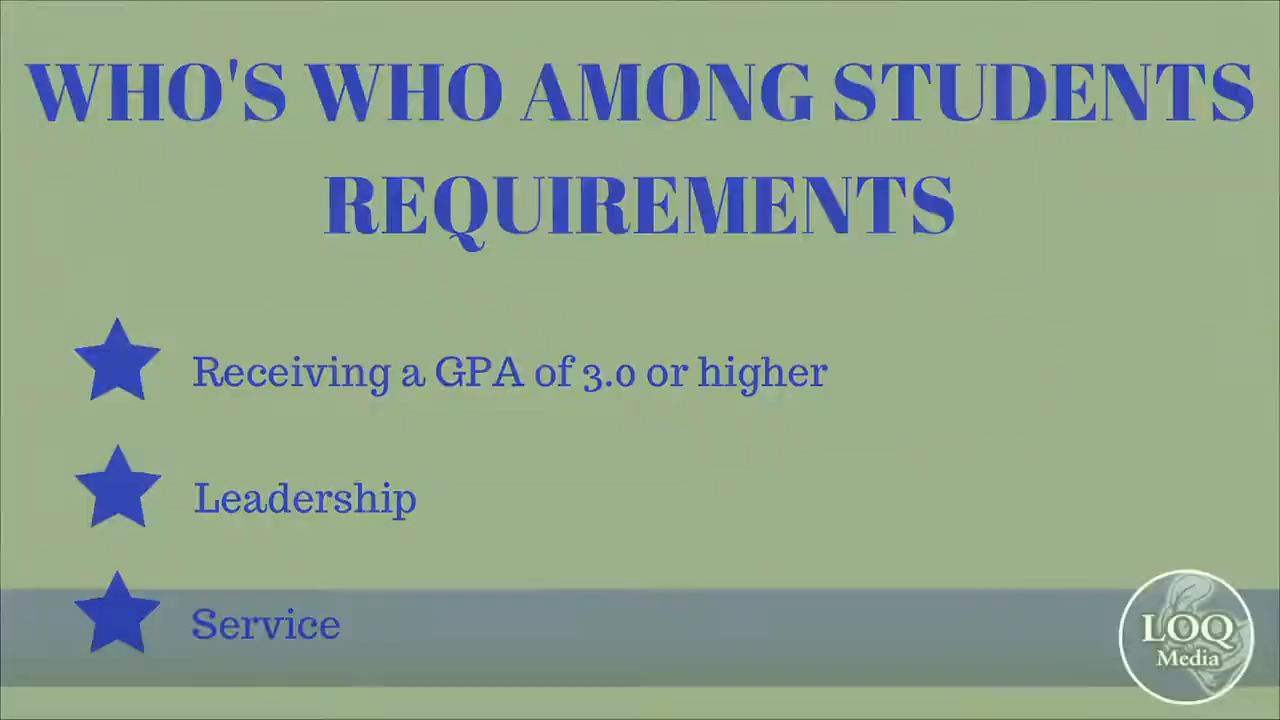 WHO'S WHO AMONG STUDENTS
REQUIREMENTS
Receiving a GPA of 3.0 or higher
Leadership
Service
LOQ
Media